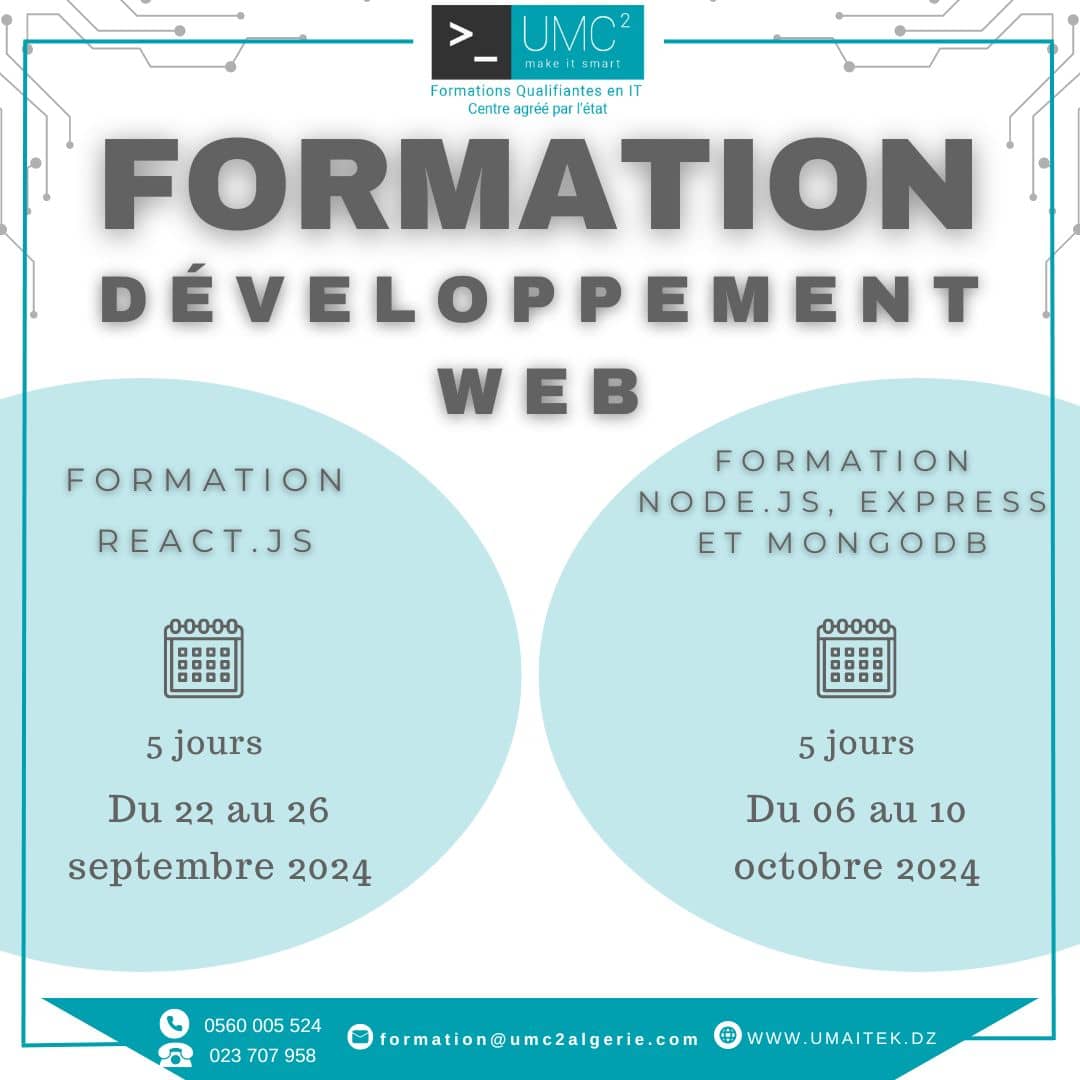 >_ UMC²
make it smart
Formations Qualifiantes en IT
Centre agréé par l'état
FORMATION
DÉVELOPPEMENT
WEB
FORMATION
REACT.JS
5 jours
Du 22 au 26
septembre 2024
FORMATION
NODE.JS, EXPRESS
ET MONGODB
5 jours
Du 06 au 10
octobre 2024
0560 005 524
023 707 958
formation@umc2algerie.com
WWW.UMAITEK.DZ